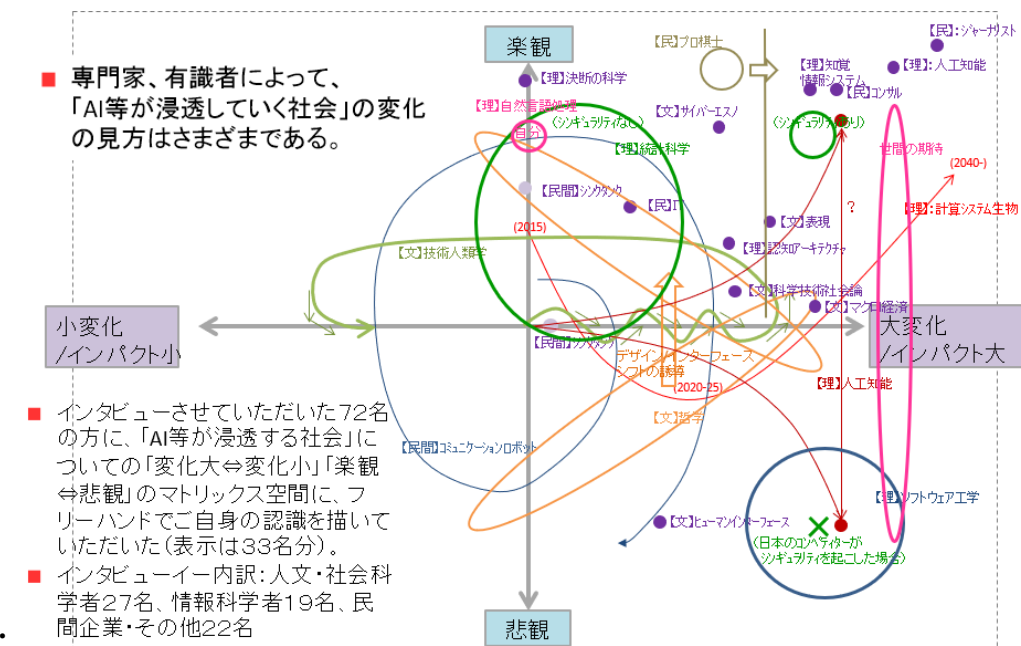 ■ 専門家、有識者によって、
「AI等が浸透していく社会」の変化
の見方はさまざまである。
楽観
【民】プロ棋士
【民】:ジャーナリスト
【理】:人工知能
【理】知覚
情報システム
【民】コンサル
【理】決断の科学
【理】自然言語処理
(シンギュラリティなし)
自分
【文】サイバーエスノ
(シンギュラリティあり)
【理】統計科学
世間の期待
(2040-)
【民間】シンクタンク
【民】IT
【理】:計算システム生物
?
(2015)
【文】表現
【文】技術人類学
【理】認知アーキテクチャ
【文】科学技術社会論
【文】マクロ経済
小変化
/インパクト小
大変化
/インパクト大
【民間】シンクタンク
デザイン/インターフェース
シフトの誘導
(2020-25)
【理】人工知能
【文】哲学
■ インタビューさせていただいた72名
の方に、「AI等が浸透する社会」に
ついての「変化大⇔変化小」「楽観
⇔悲観」のマトリックス空間に、フ
リーハンドでご自身の認識を描いて
いただいた(表示は33名分)。
【民間】コミュニケーションロボット
【理】ソフトウェア工学
【文】ヒューマンインターフェース
(日本のコンペティターが
シンギュラリティを起こした場合)
■ インタビューイー内訳:人文・社会科
学者27名、情報科学者19名、民
間企業・その他22名
悲観